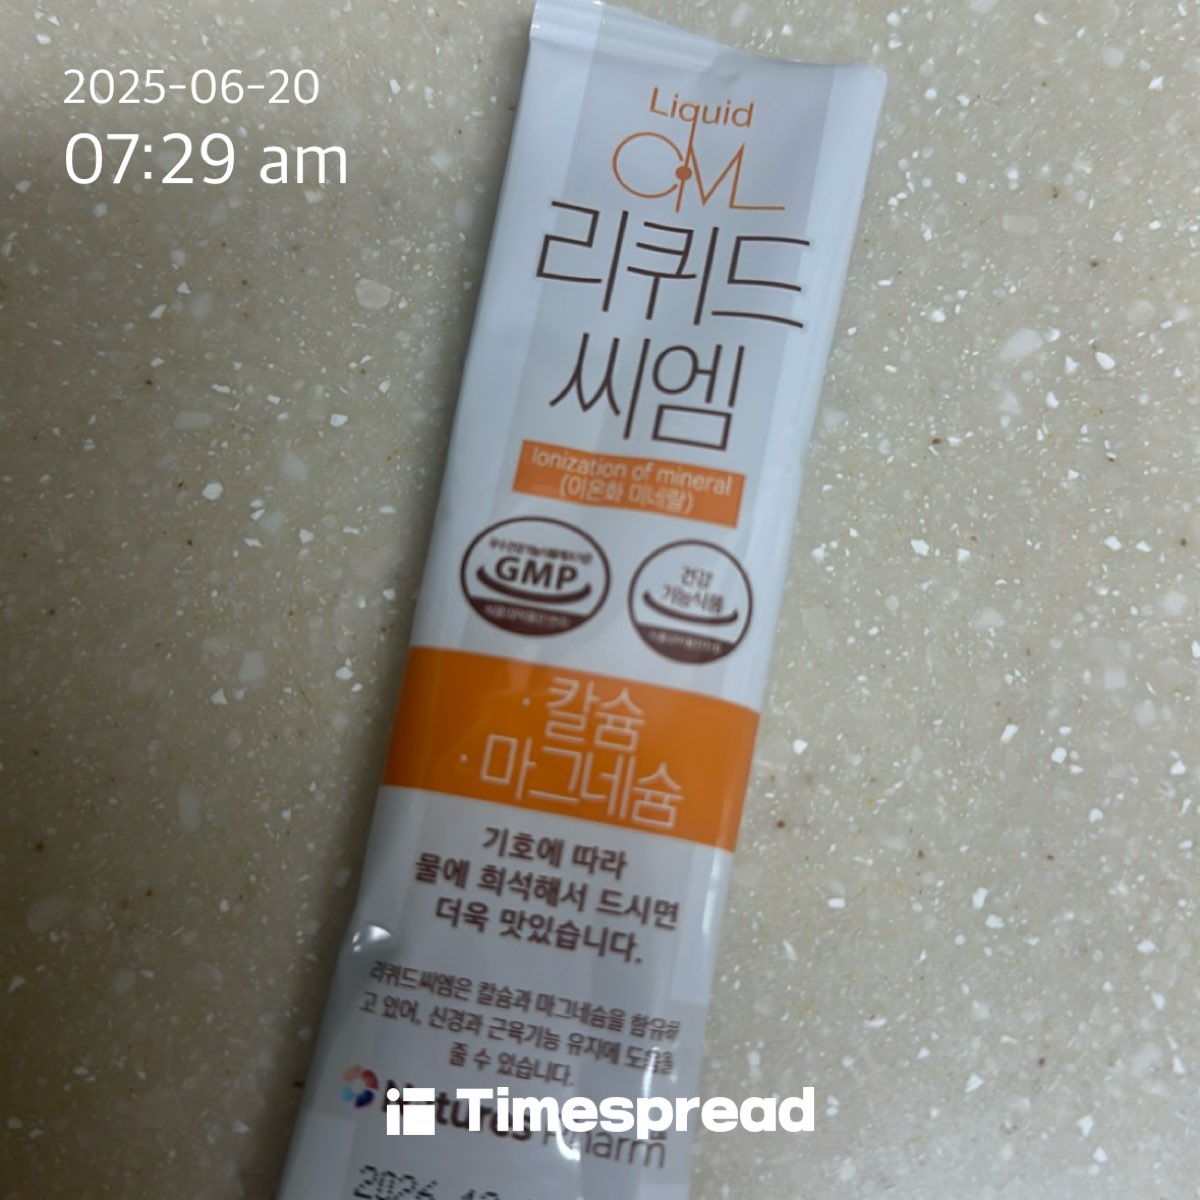 2025-06-20
07:29 am
Liquid
CM
리퀴드
씨엠
Ionization of mineral
(이온화 미네랄)
GMP
건강
기능식품
· 칼슘
· 마그네슘
기호에 따라
물에 희석해서 드시면
더욱 맛있습니다.
리퀴드씨엠은 칼슘과 마그네슘을 함유하
고 있어, 신경과 근육기능 유지에 도움을
줄 수 있습니다.
Timespread